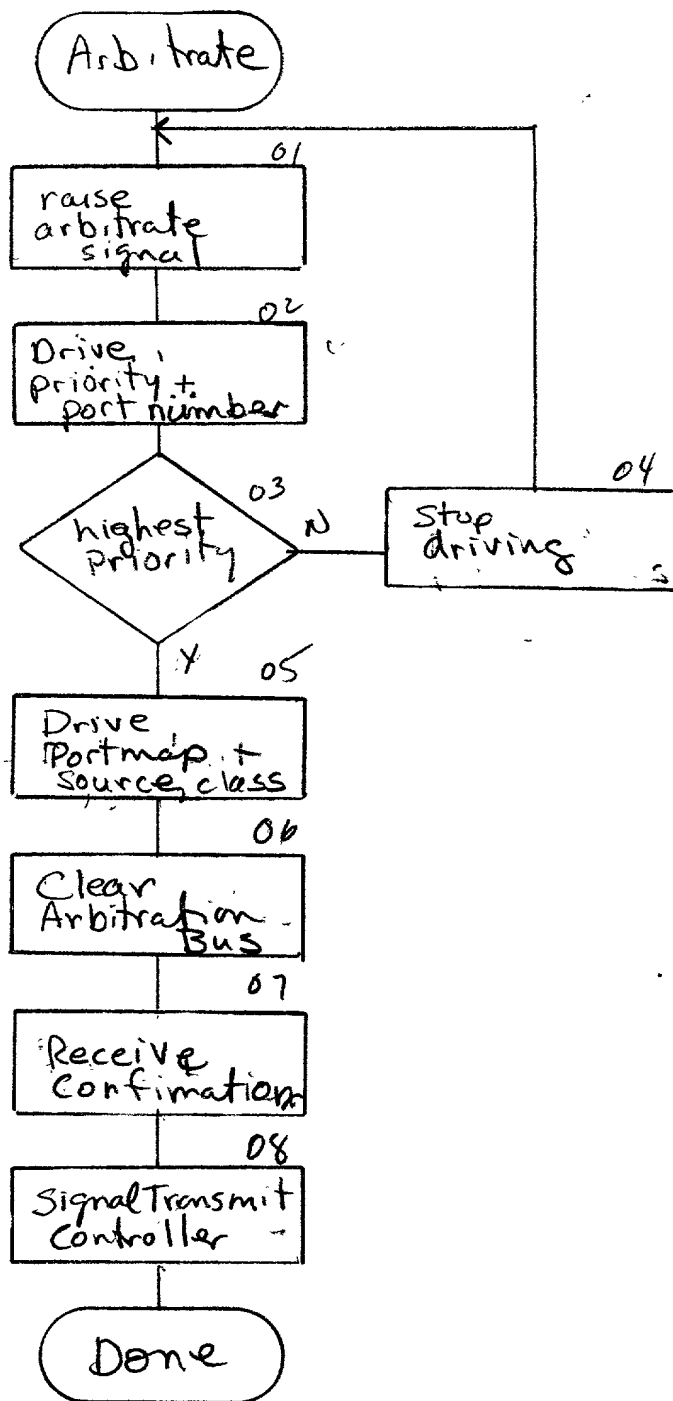 Arbitrate
01
raise
arbitrate
signal
02
Drive
priority +
port number
03
highest
priority
N
04
Stop
driving
Y
05
Drive
Portmap +
Source class
06
Clear
Arbitration
Bus
07
Receive
Confimation
08
Signal Transmit
Controller
Done